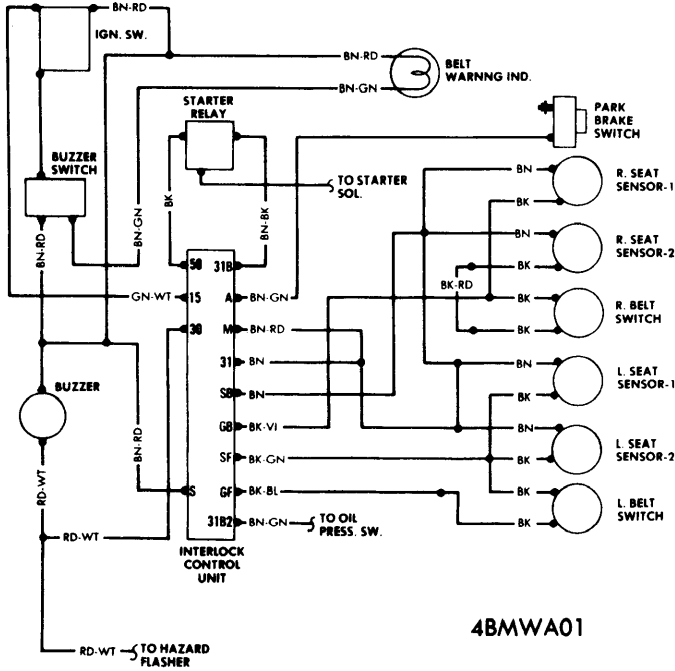 BN-RD
IGN. SW.
BN-RD
BELT
WARNNG IND.
BN-GN
STARTER
RELAY
PARK
BRAKE
SWITCH
BUZZER
SWITCH
TO STARTER
SOL.
BN
R. SEAT
SENSOR-1
BK
BK
BN-GN
BN-BK
BN-RD
BN
R. SEAT
SENSOR-2
BK
BK-RD
50
31B
GN-WT
15
A
BN-GN
BK
R. BELT
SWITCH
BK
30
M
BN-RD
31
BN
BN
L. SEAT
SENSOR-1
BUZZER
SB
BN
BK
GB
BK-VI
BN
L. SEAT
SENSOR-2
BN-RD
SF
BK-GN
BK
RD-WT
S
GF
BK-BL
BK
L. BELT
SWITCH
BK
31B2
BN-GN
TO OIL
PRESS. SW.
RD-WT
INTERLOCK
CONTROL
UNIT
4BMWA01
RD-WT
TO HAZARD
FLASHER